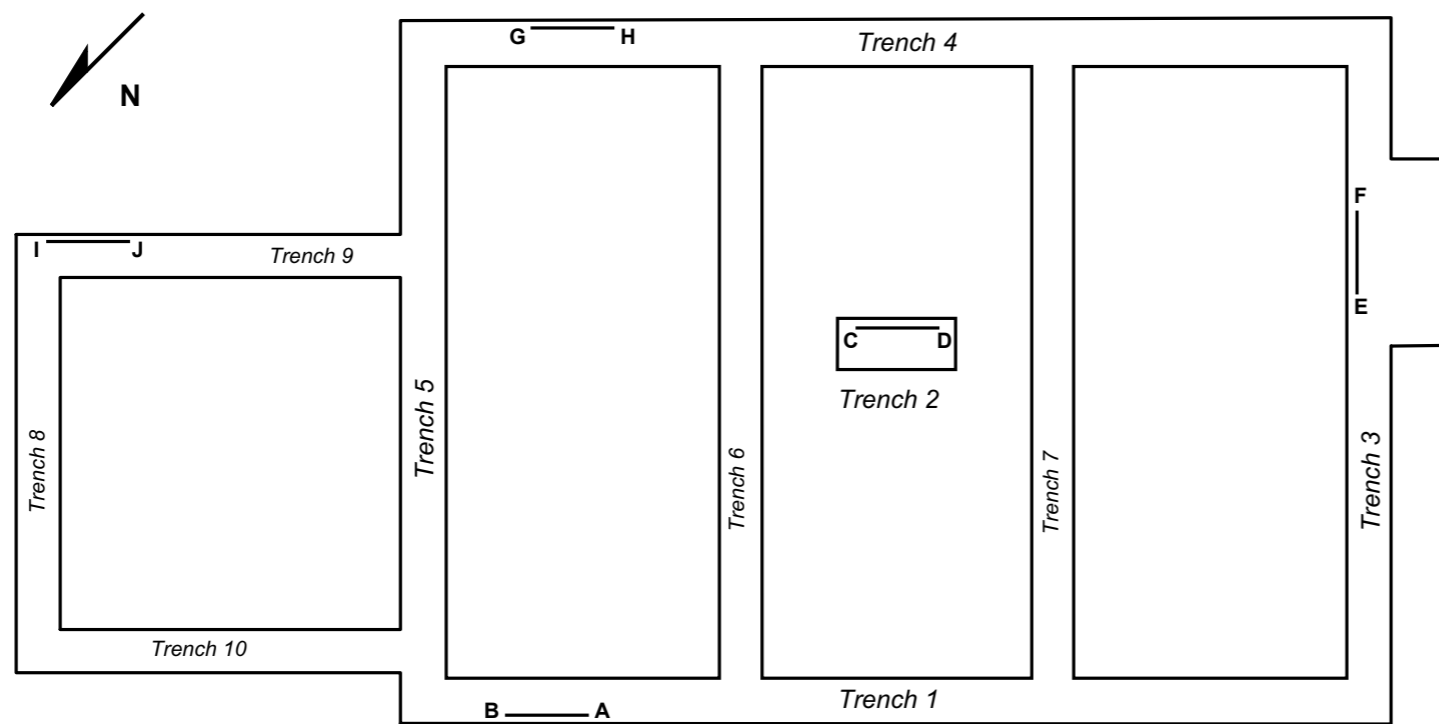 G H
Trench 4
N
F
I J
Trench 9
E
C D
Trench 2
Trench 5
Trench 8
Trench 6
Trench 7
Trench 3
Trench 10
Trench 1
B A